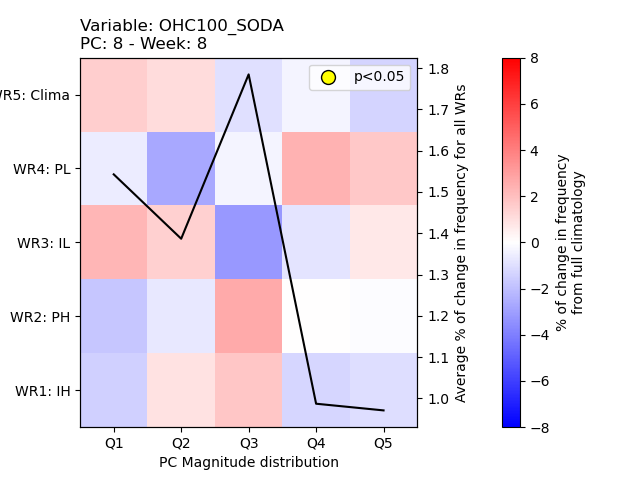 Variable: OHC100_SODA
PC: 8 - Week: 8
p<0.05
WR5: Clima
WR4: PL
WR3: IL
WR2: PH
WR1: IH
Q1 Q2 Q3 Q4 Q5
PC Magnitude distribution
1.8
1.7
1.6
1.5
1.4
1.3
1.2
1.1
1.0
Average % of change in frequency for all WRs
8
6
4
2
0
−2
−4
−6
−8
% of change in frequency
from full climatology